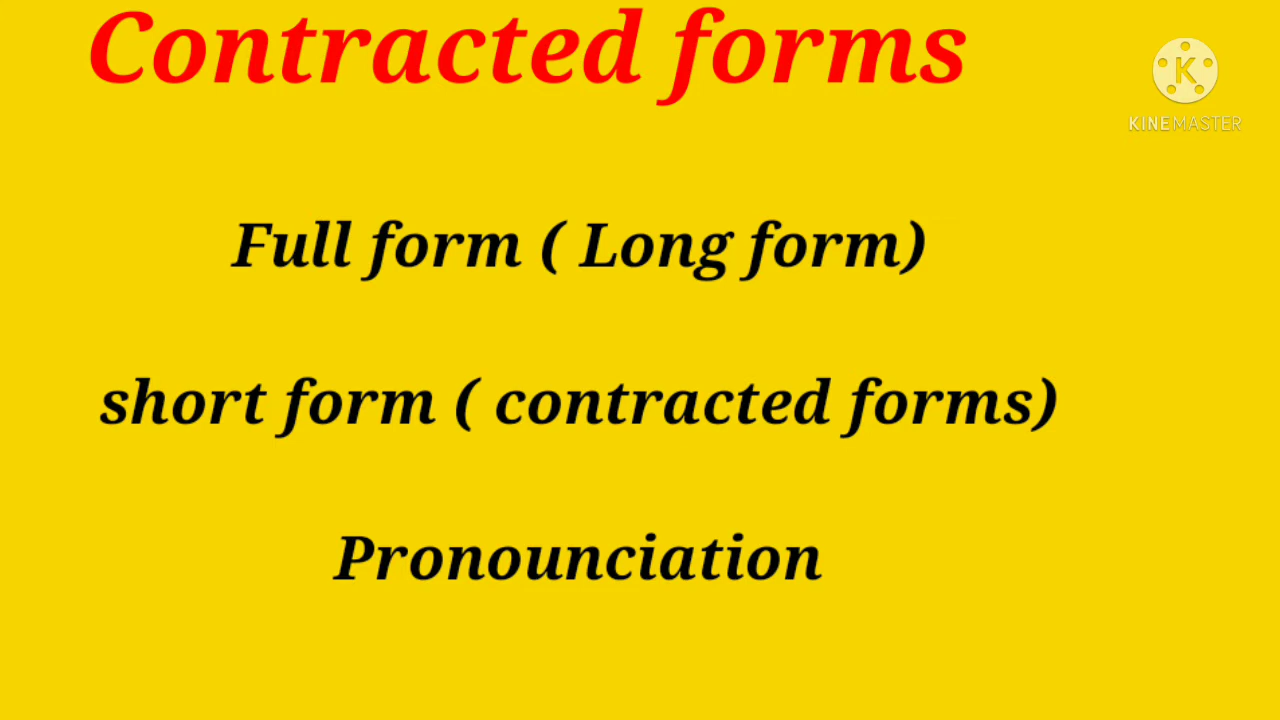 Contracted forms
K
KINEMASTER
Full form ( Long form)
short form ( contracted forms)
Pronounciation